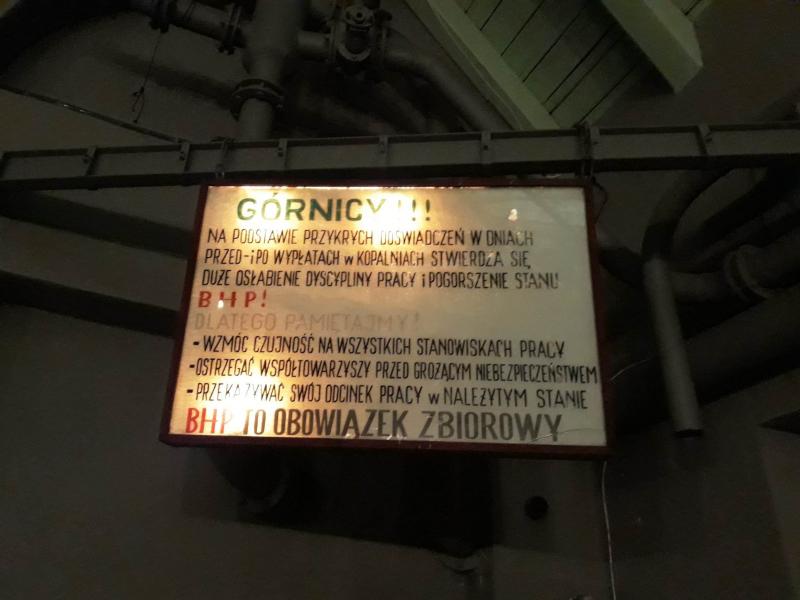 GÓRNICY!!!
NA PODSTAWIE PRZYKRYCH DOŚWIADCZEŃ W DNIACH
PRZED-I PO WYPŁATACH W KOPALNIACH STWIERDZA SIĘ,
DUŻE OSŁABIENIE DYSCYPLINY PRACY i POGORSZENIE STANU
BHP!
DLATEGO PAMIĘTAJMY!
- WZMÓC CZUJNOŚĆ NA WSZYSTKICH STANOWISKACH PRACY
-OSTRZEGAĆ WSPÓŁTOWARZYSZY PRZED GROŻĄCYM NIEBEZPIECZEŃSTWEM
- PRZEKAZYWAĆ SWÓJ ODCINEK PRACY W NALEŻYTYM STANIE
BHP TO OBOWIĄZEK ZBIOROWY